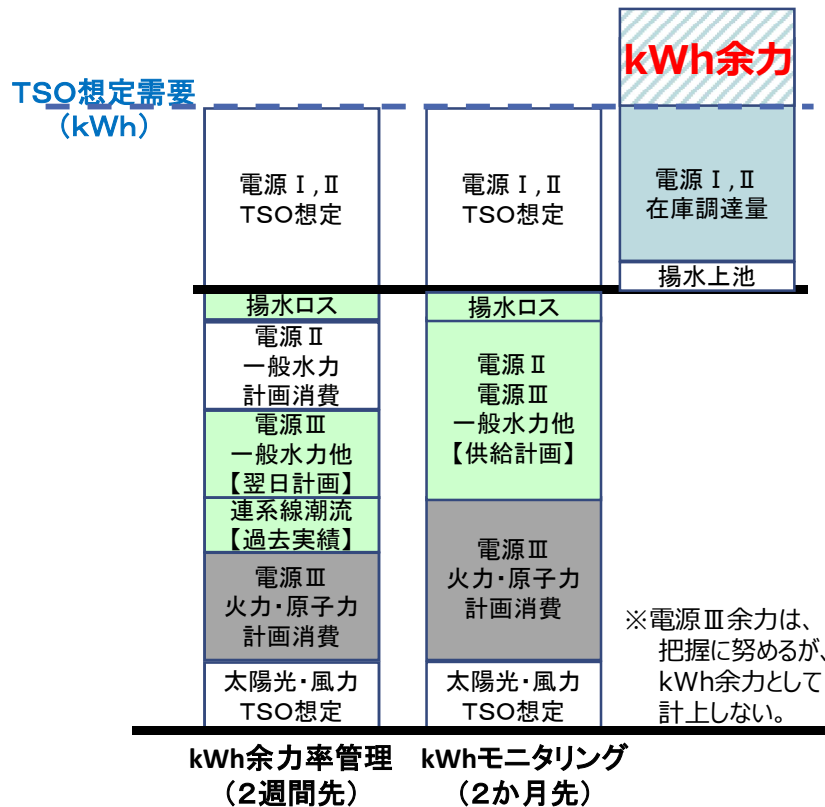 TSO想定需要
(kWh)
電源Ⅰ,Ⅱ
TSO想定
揚水ロス
電源Ⅱ
一般水力
計画消費
電源Ⅲ
一般水力他
【翌日計画】
連系線潮流
【過去実績】
電源Ⅲ
火力・原子力
計画消費
太陽光・風力
TSO想定
kWh余力率管理
(2週間先)
電源Ⅰ,Ⅱ
TSO想定
揚水ロス
電源Ⅱ
電源Ⅲ
一般水力他
【供給計画】
電源Ⅲ
火力・原子力
計画消費
太陽光・風力
TSO想定
kWhモニタリング
(2か月先)
kWh余力
電源Ⅰ,Ⅱ
在庫調達量
揚水上池
※電源Ⅲ余力は、
把握に努めるが、
kWh余力として
計上しない。